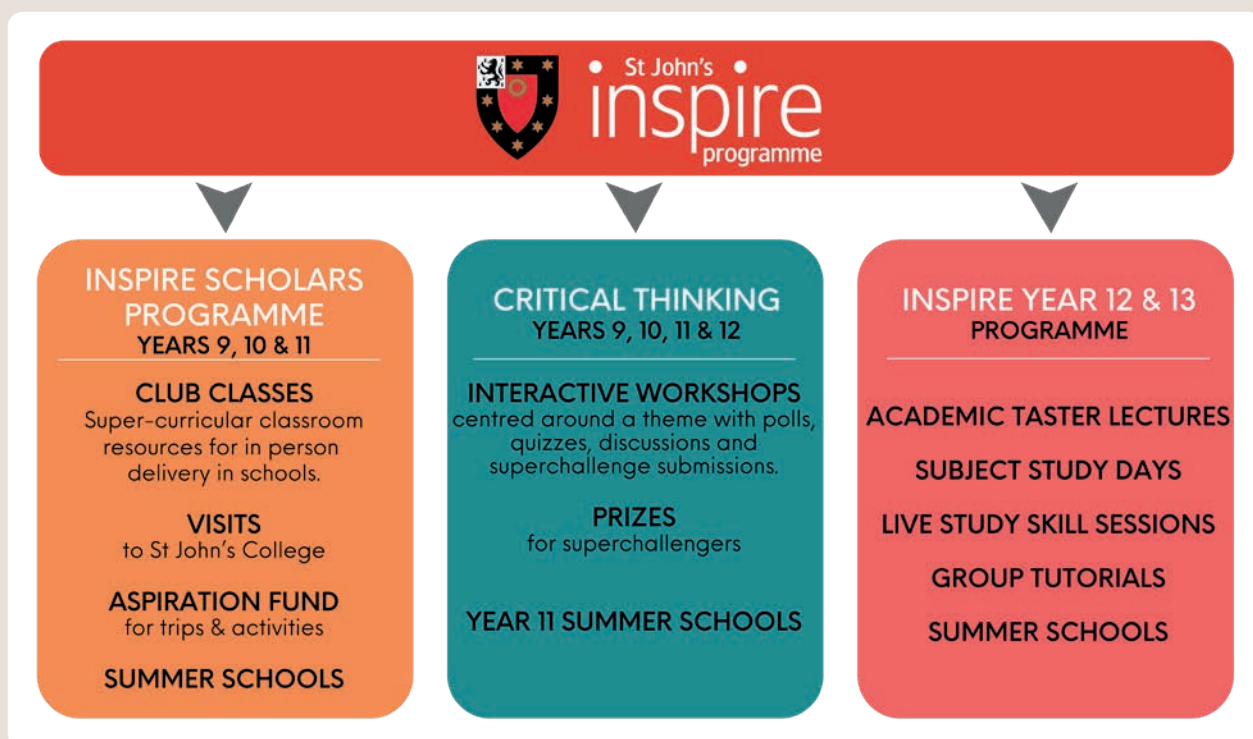 St John's
inspire
programme
INSPIRE SCHOLARS
PROGRAMME
YEARS 9, 10 & 11
CLUB CLASSES
Super-curricular classroom
resources for in person
delivery in schools.
VISITS
to St John's College
ASPIRATION FUND
for trips & activities
SUMMER SCHOOLS
CRITICAL THINKING
YEARS 9, 10, 11 & 12
INTERACTIVE WORKSHOPS
centred around a theme with polls,
quizzes, discussions and
superchallenge submissions.
PRIZES
for superchallengers
YEAR 11 SUMMER SCHOOLS
INSPIRE YEAR 12 & 13
PROGRAMME
ACADEMIC TASTER LECTURES
SUBJECT STUDY DAYS
LIVE STUDY SKILL SESSIONS
GROUP TUTORIALS
SUMMER SCHOOLS